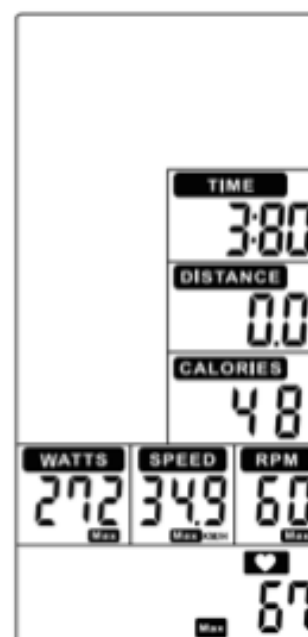 TIME
3:80
DISTANCE
0.0
CALORIES
48
WATTS SPEED RPM
272 34.9 60
Max Max KM/H Max
67
Max